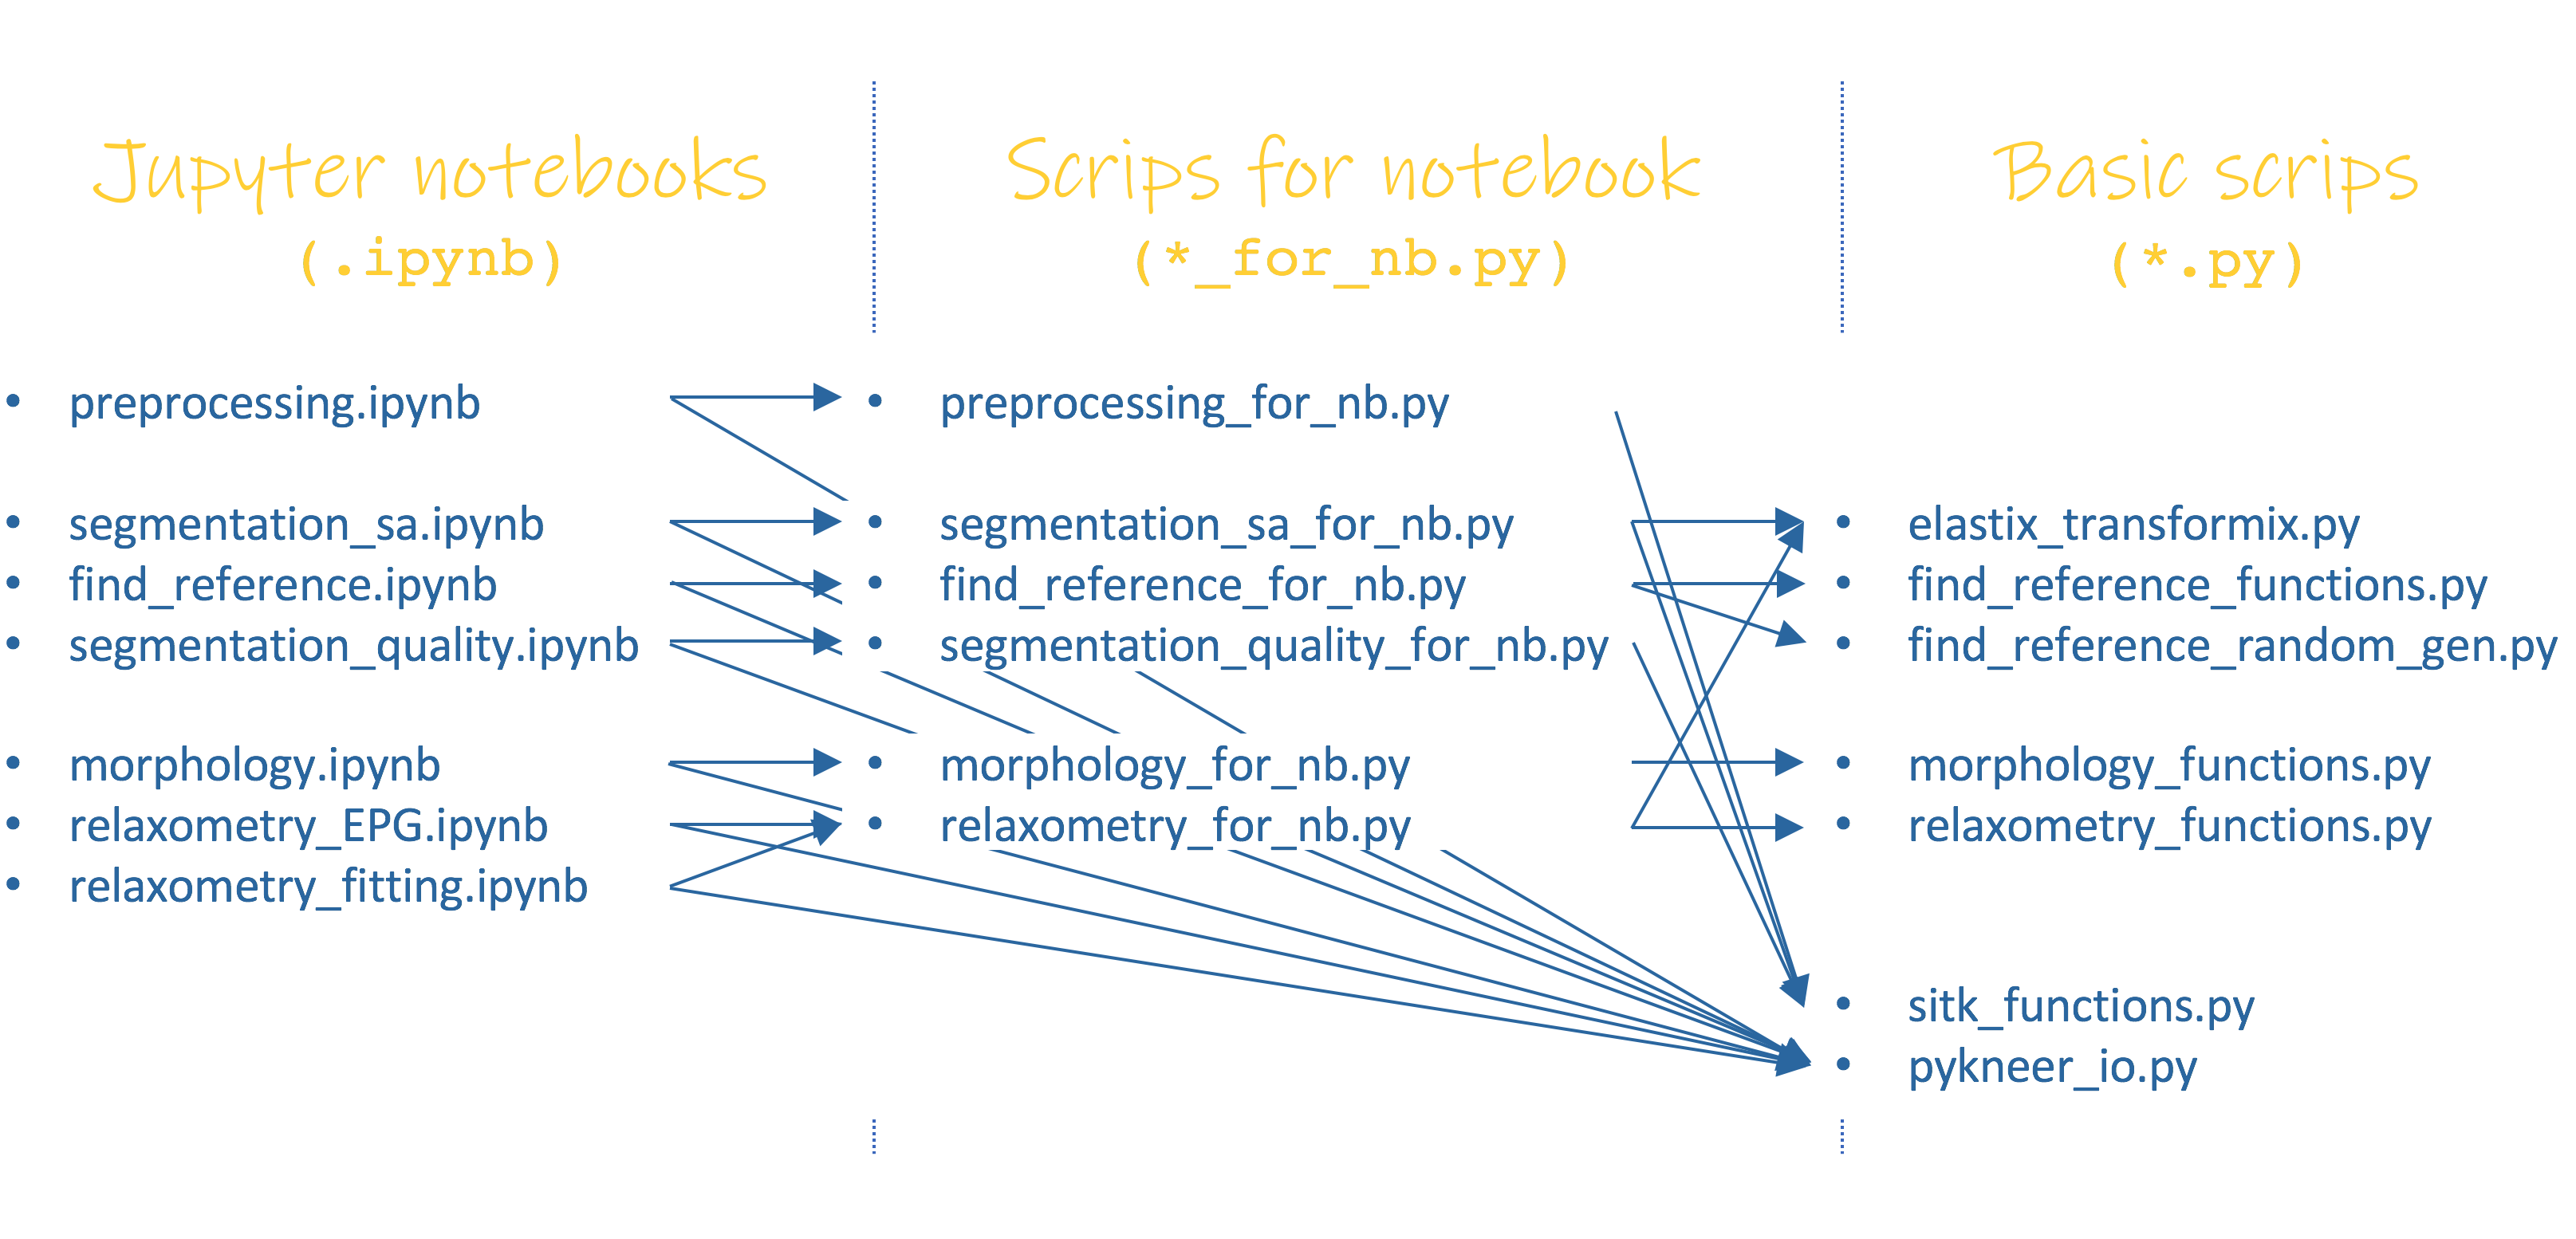 Jupyter notebooks
(.ipynb)
• preprocessing.ipynb
• segmentation_sa.ipynb
• find_reference.ipynb
• segmentation_quality.ipynb
• morphology.ipynb
• relaxometry_EPG.ipynb
• relaxometry_fitting.ipynb
Scrips for notebook
(*_for_nb.py)
• preprocessing_for_nb.py
• segmentation_sa_for_nb.py
• find_reference_for_nb.py
• segmentation_quality_for_nb.py
• morphology_for_nb.py
• relaxometry_for_nb.py
Basic scrips
(*.py)
• elastix_transformix.py
• find_reference_functions.py
• find_reference_random_gen.py
• morphology_functions.py
• relaxometry_functions.py
• sitk_functions.py
• pykneer_io.py